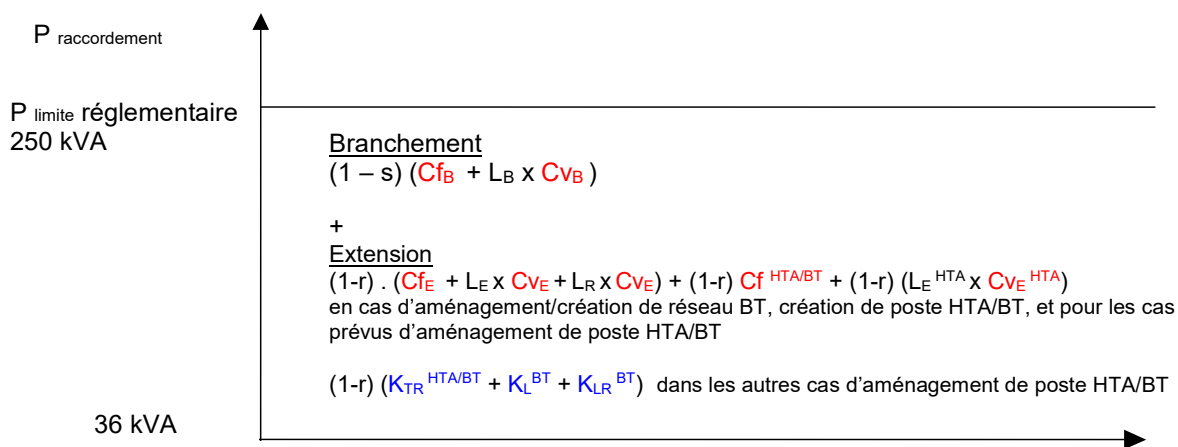 P raccordement
P limite réglementaire
250 kVA
Branchement
(1 – s) (CfB + LB x CvB )
+
Extension
(1-r) . (CfE + LE x CvE + LR x CvE) + (1-r) Cf HTA/BT + (1-r) (LE HTA x CvE HTA)
en cas d’aménagement/création de réseau BT, création de poste HTA/BT, et pour les cas
prévus d’aménagement de poste HTA/BT
(1-r) (KTR HTA/BT + KL BT + KLR BT) dans les autres cas d’aménagement de poste HTA/BT
36 kVA